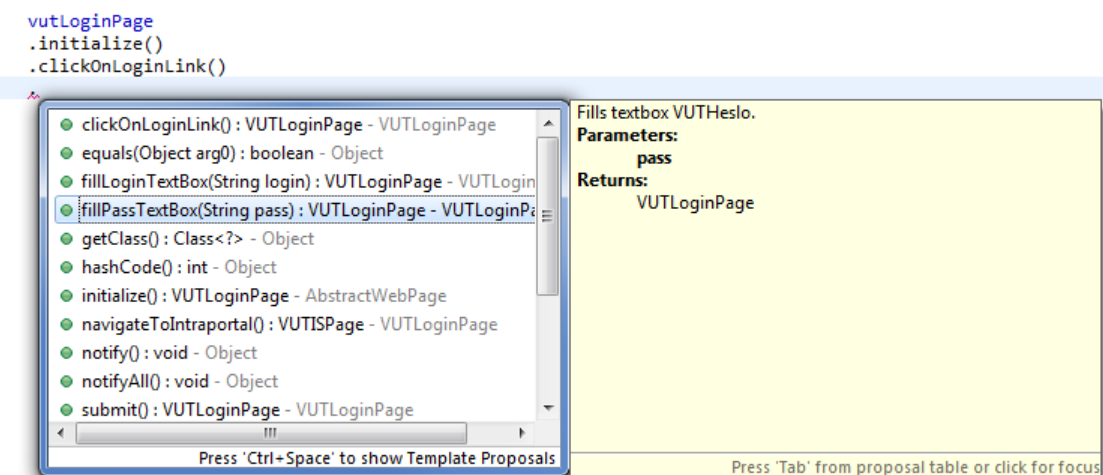 vutLoginPage
.initialize()
.clickOnLoginLink()
.
clickOnLoginLink() : VUTLoginPage - VUTLoginPage
equals(Object arg0) : boolean - Object
fillLoginTextBox(String login) : VUTLoginPage - VUTLogin
fillPassTextBox(String pass) : VUTLoginPage - VUTLoginPa
getClass() : Class<?> - Object
hashCode() : int - Object
initialize() : VUTLoginPage - AbstractWebPage
navigateToIntraportal() : VUTISPage - VUTLoginPage
notify() : void - Object
notifyAll() : void - Object
submit() : VUTLoginPage - VUTLoginPage
Press 'Ctrl+Space' to show Template Proposals
Fills textbox VUTHeslo.
Parameters:
pass
Returns:
VUTLoginPage
Press 'Tab' from proposal table or click for focus